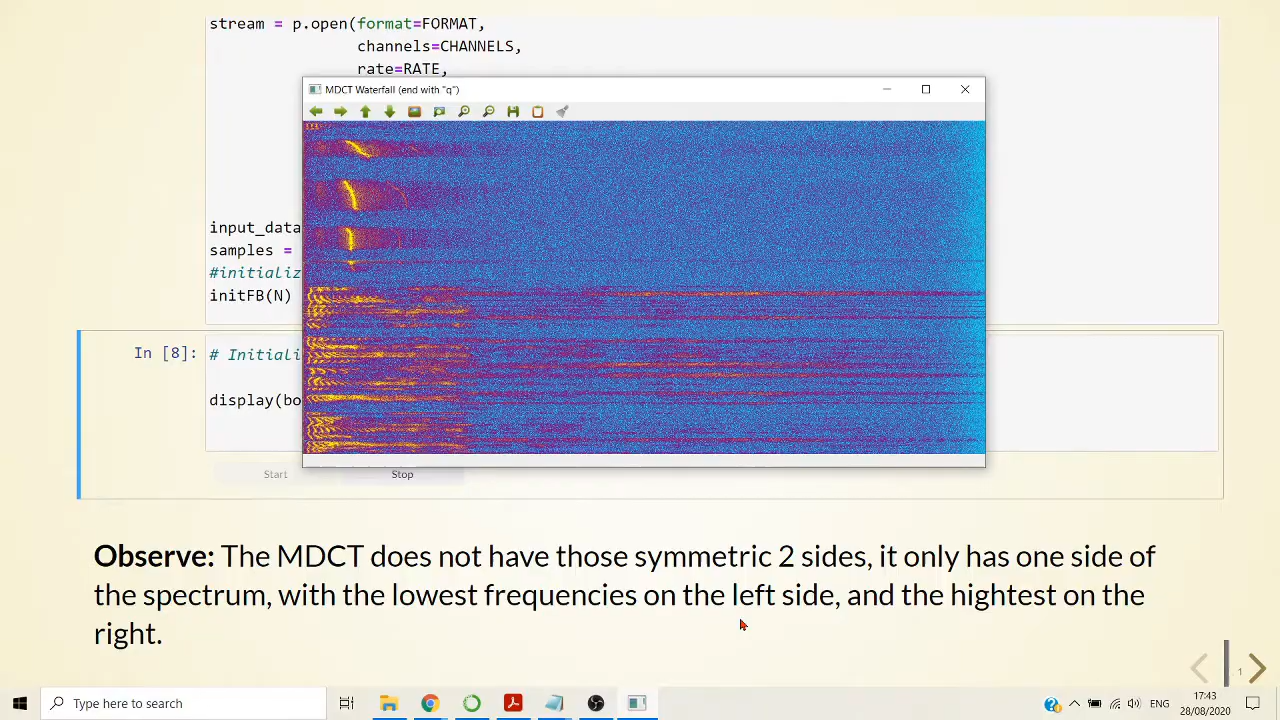 stream = p.open(format=FORMAT,
channels=CHANNELS,
rate=RATE,
MDCT Waterfall (end with "q")
input_data
samples =
#initializ
initFB(N)
In [8]:
# Initiali
display(bo
Start
Stop
Observe: The MDCT does not have those symmetric 2 sides, it only has one side of
the spectrum, with the lowest frequencies on the left side, and the hightest on the
right.
1
Type here to search
ENG
17:43
28/08/2020